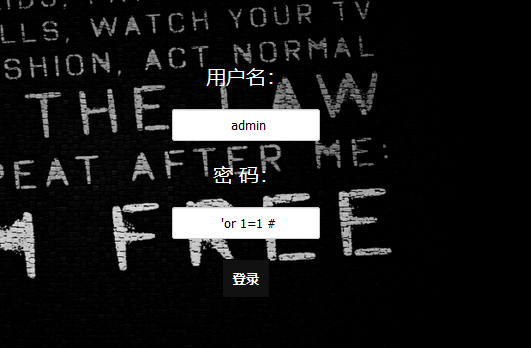 LLS, WATCH YOUR TV
SHION, ACT NORMAL
用户名：
THE LAW
admin
PEAT AFTER ME:
密 码：
M FREE
'or 1=1 #
登录